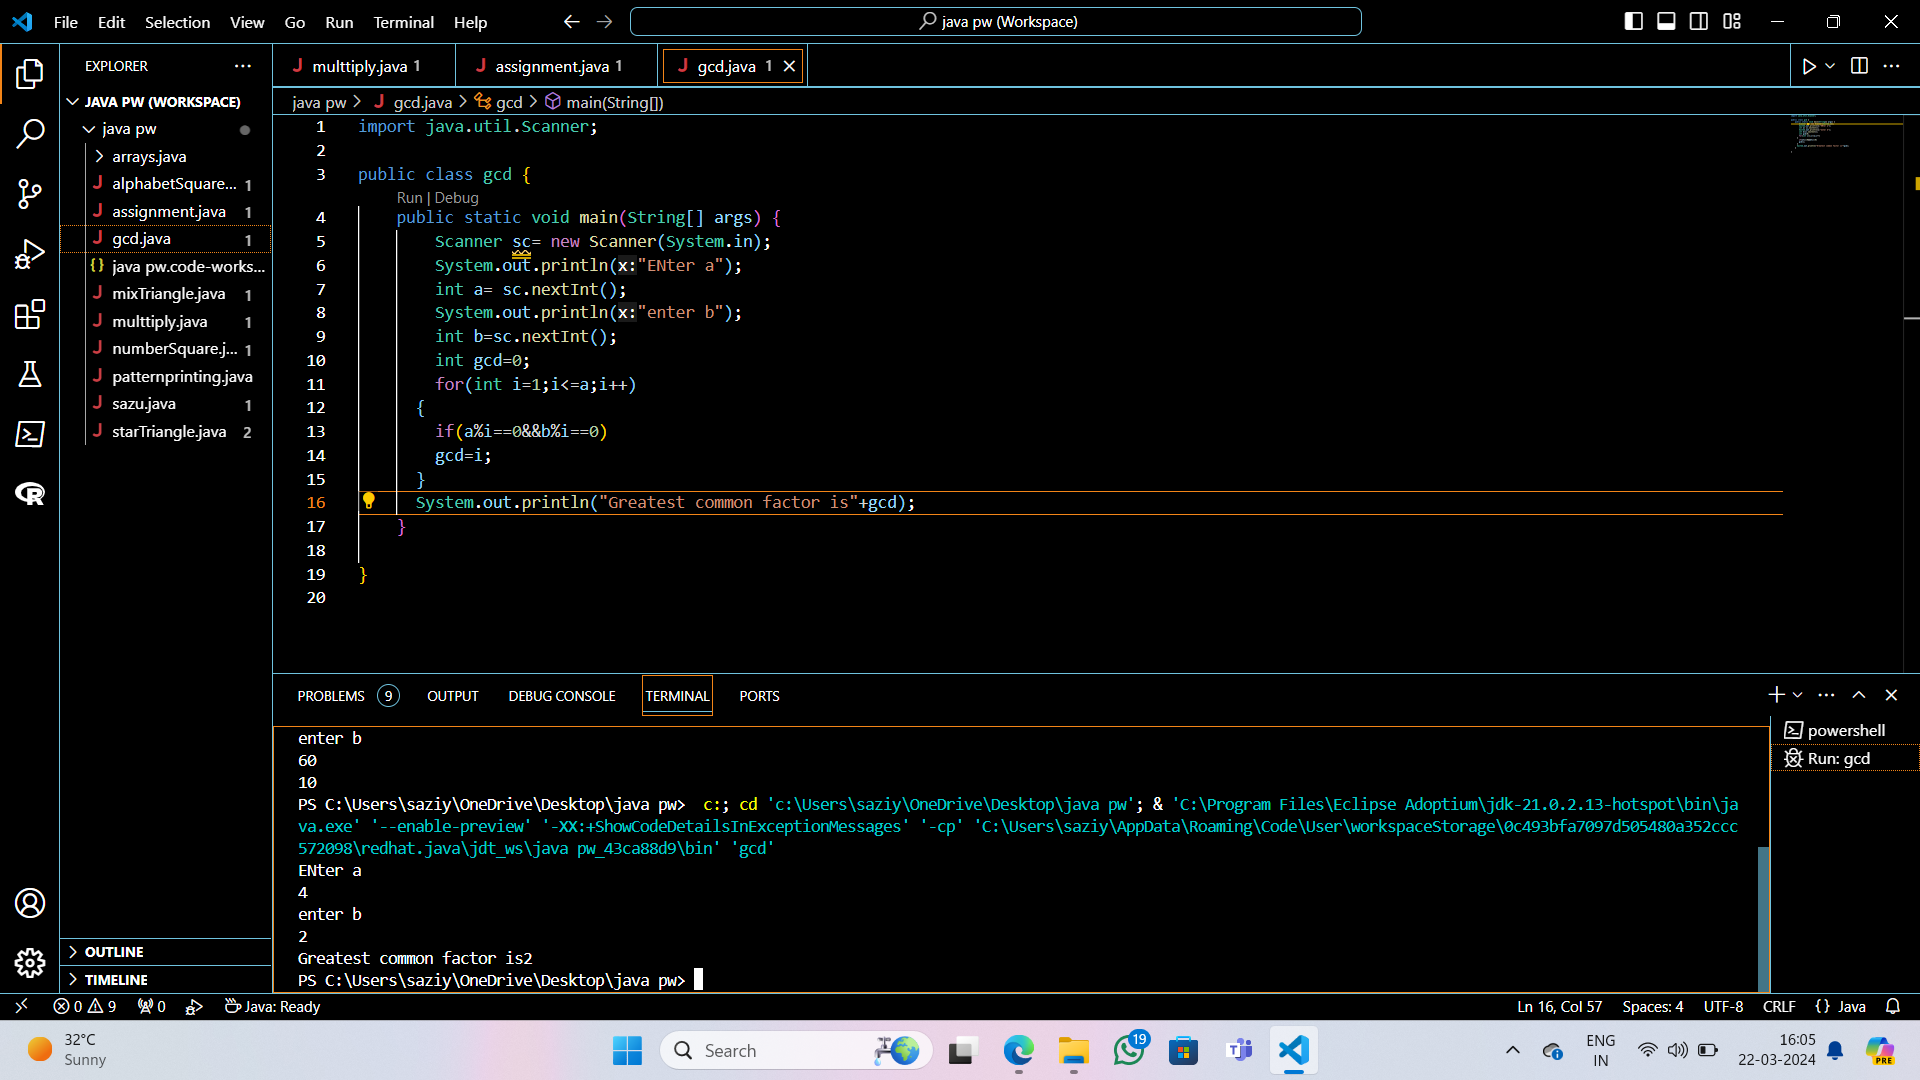 File Edit Selection View Go Run Terminal Help
java pw (Workspace)
EXPLORER
JAVA PW (WORKSPACE)
java pw
arrays.java
alphabetSquare... 1
assignment.java 1
gcd.java 1
java pw.code-works...
mixTriangle.java 1
multtiply.java 1
numberSquare.j... 1
patternprinting.java
sazu.java 1
starTriangle.java 2
OUTLINE
TIMELINE
multtiply.java 1
assignment.java 1
gcd.java 1
java pw > gcd.java > gcd > main(String[])
1 import java.util.Scanner;
2
3 public class gcd {
Run | Debug
4 public static void main(String[] args) {
5 Scanner sc= new Scanner(System.in);
6 System.out.println(x:"ENter a");
7 int a= sc.nextInt();
8 System.out.println(x:"enter b");
9 int b=sc.nextInt();
10 int gcd=0;
11 for(int i=1;i<=a;i++)
12 {
13 if(a%i==0&&b%i==0)
14 gcd=i;
15 }
16 System.out.println("Greatest common factor is"+gcd);
17 }
18
19 }
20
PROBLEMS 9 OUTPUT DEBUG CONSOLE TERMINAL PORTS
powershell
Run: gcd
enter b
60
10
PS C:\Users\saziy\OneDrive\Desktop\java pw>  c:; cd 'c:\Users\saziy\OneDrive\Desktop\java pw'; & 'C:\Program Files\Eclipse Adoptium\jdk-21.0.2.13-hotspot\bin\ja
va.exe' '--enable-preview' '-XX:+ShowCodeDetailsInExceptionMessages' '-cp' 'C:\Users\saziy\AppData\Roaming\Code\User\workspaceStorage\0c493bfa7097d505480a352ccc
572098\redhat.java\jdt_ws\java pw_43ca88d9\bin' 'gcd'
ENter a
4
enter b
2
Greatest common factor is2
PS C:\Users\saziy\OneDrive\Desktop\java pw>
0 9 0 Java: Ready Ln 16, Col 57 Spaces: 4 UTF-8 CRLF {} Java
32°C
Sunny
Search
19
ENG
IN
16:05
22-03-2024
PRE